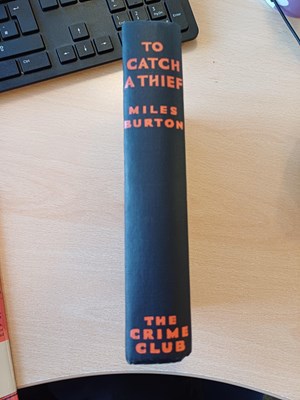 TO
CATCH
A THIEF
MILES
BURTON
THE
CRIME
CLUB